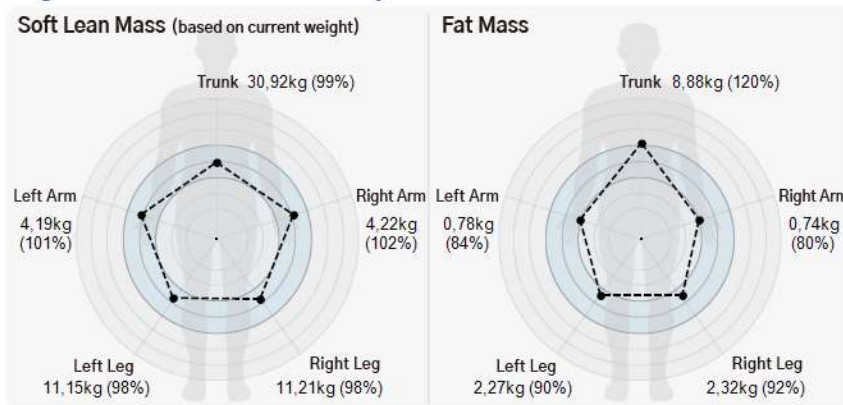 Soft Lean Mass (based on current weight)
Trunk 30,92kg (99%)
Left Arm
4,19kg
(101%)
Right Arm
4,22kg
(102%)
Left Leg
11,15kg (98%)
Right Leg
11,21kg (98%)
Fat Mass
Trunk 8,88kg (120%)
Left Arm
0,78kg
(84%)
Right Arm
0,74kg
(80%)
Left Leg
2,27kg (90%)
Right Leg
2,32kg (92%)